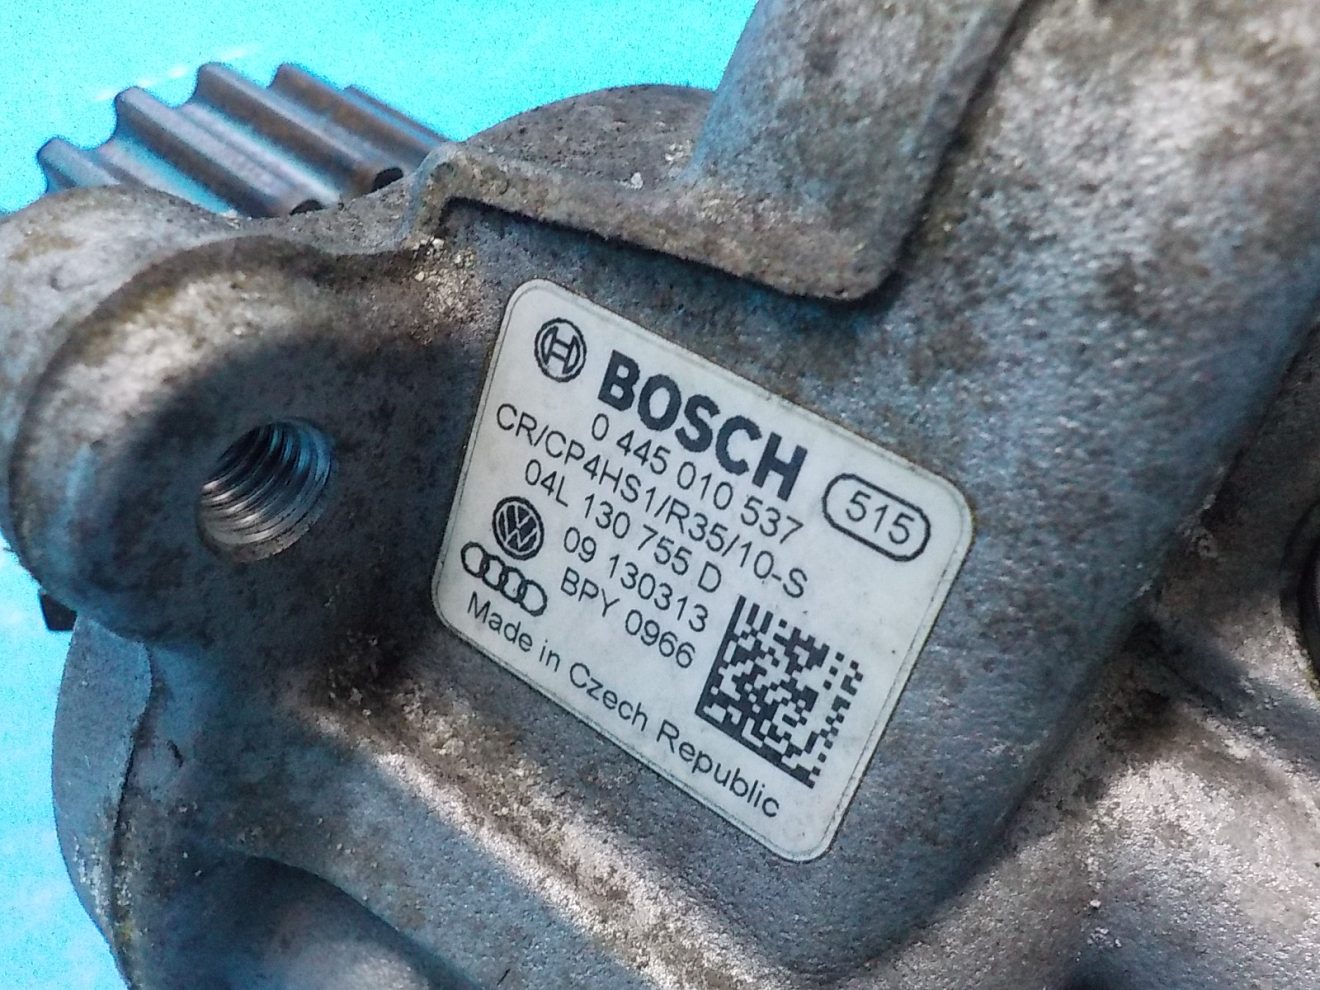 BOSCH
0 445 010 537
515
CR/CP4HS1/R35/10-S
04L 130 755 D
09 130313
BPY 0966
Made in Czech Republic